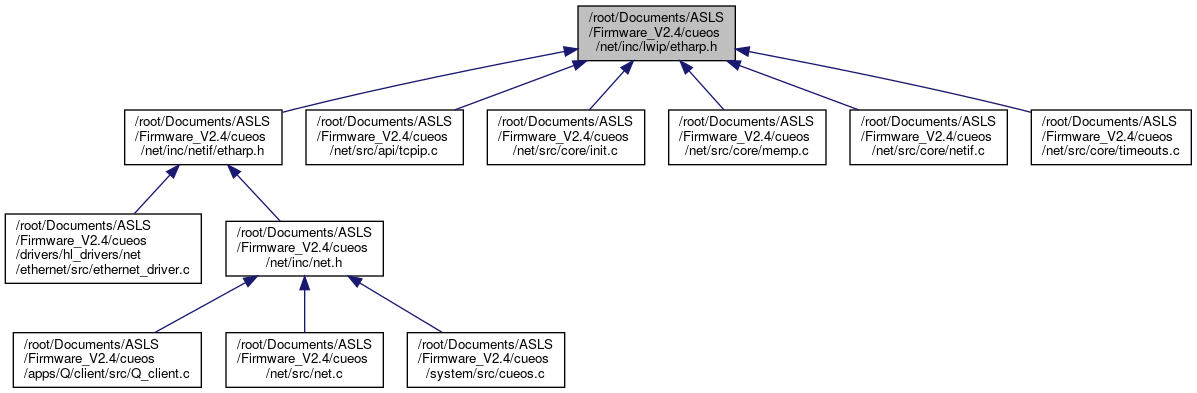 /root/Documents/ASLS
/Firmware_V2.4/cueos
/net/inc/lwip/etharp.h
/root/Documents/ASLS
/Firmware_V2.4/cueos
/net/inc/netif/etharp.h
/root/Documents/ASLS
/Firmware_V2.4/cueos
/net/src/api/tcpip.c
/root/Documents/ASLS
/Firmware_V2.4/cueos
/net/src/core/init.c
/root/Documents/ASLS
/Firmware_V2.4/cueos
/net/src/core/memp.c
/root/Documents/ASLS
/Firmware_V2.4/cueos
/net/src/core/netif.c
/root/Documents/ASLS
/Firmware_V2.4/cueos
/net/src/core/timeouts.c
/root/Documents/ASLS
/Firmware_V2.4/cueos
/drivers/hl_drivers/net
/ethernet/src/ethernet_driver.c
/root/Documents/ASLS
/Firmware_V2.4/cueos
/net/inc/net.h
/root/Documents/ASLS
/Firmware_V2.4/cueos
/apps/Q/client/src/Q_client.c
/root/Documents/ASLS
/Firmware_V2.4/cueos
/net/src/net.c
/root/Documents/ASLS
/Firmware_V2.4/cueos
/system/src/cueos.c